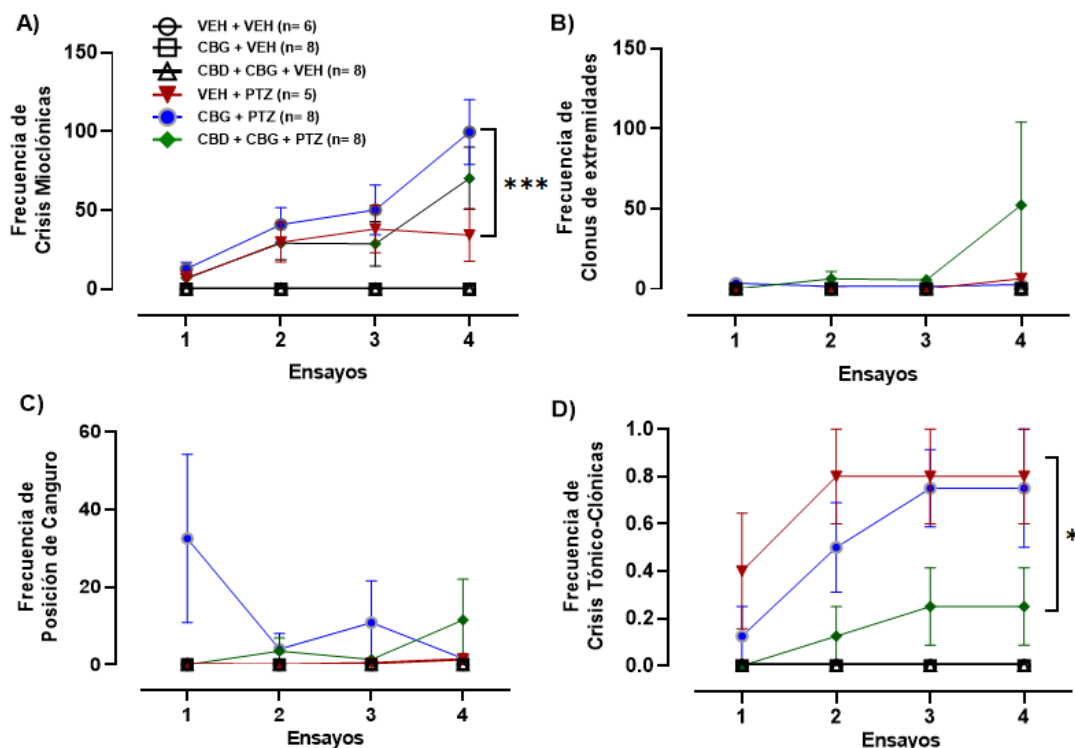 A)
VEH + VEH (n= 6)
CBG + VEH (n= 8)
CBD + CBG + VEH (n= 8)
VEH + PTZ (n= 5)
CBG + PTZ (n= 8)
CBD + CBG + PTZ (n= 8)
Frecuencia de
Crisis Mioclónicas
150
100
50
0
***
1 2 3 4
Ensayos
B)
Frecuencia de
Clonus de extremidades
150
100
50
0
1 2 3 4
Ensayos
C)
Frecuencia de
Posición de Canguro
60
40
20
0
1 2 3 4
Ensayos
D)
Frecuencia de
Crisis Tónico-Clónicas
1.0
0.8
0.6
0.4
0.2
0.0
*
1 2 3 4
Ensayos